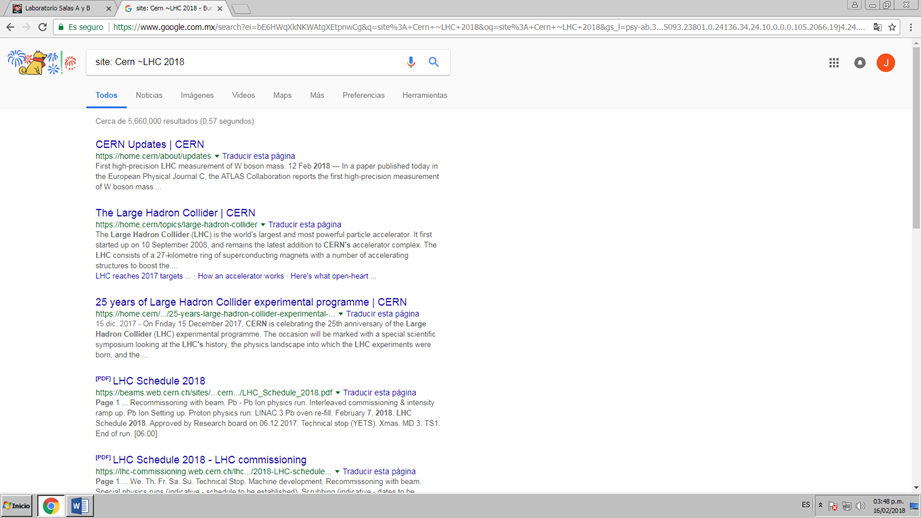 Laboratorio Salas A y B
site: Cern ~LHC 2018 - Bu
Es seguro
https://www.google.com.mx/search?ei=bE6HWqXkNKWAtgXEtpnwCg&q=site%3A+Cern+~LHC+2018&oq=site%3A+Cern+~LHC+2018&gs_l=psy-ab.3...5093.23801.0.24136.34.24.10.0.0.0.105.2066.19j4.24....
site: Cern ~LHC 2018
J
Todos Noticias Imágenes Videos Maps Más Preferencias Herramientas
Cerca de 5,660,000 resultados (0.57 segundos)
CERN Updates | CERN
https://home.cern/about/updates ▼ Traducir esta página
First high-precision LHC measurement of W boson mass. 12 Feb 2018 — In a paper published today in
the European Physical Journal C, the ATLAS Collaboration reports the first high-precision measurement
of W boson mass ...
The Large Hadron Collider | CERN
https://home.cern/topics/large-hadron-collider ▼ Traducir esta página
The Large Hadron Collider (LHC) is the world's largest and most powerful particle accelerator. It first
started up on 10 September 2008, and remains the latest addition to CERN's accelerator complex. The
LHC consists of a 27-kilometre ring of superconducting magnets with a number of accelerating
structures to boost the ...
LHC reaches 2017 targets ... · How an accelerator works · Here's what open-heart ...
25 years of Large Hadron Collider experimental programme | CERN
https://home.cern/.../25-years-large-hadron-collider-experimental-... ▼ Traducir esta página
15 dic. 2017 - On Friday 15 December 2017, CERN is celebrating the 25th anniversary of the Large
Hadron Collider (LHC) experimental programme. The occasion will be marked with a special scientific
symposium looking at the LHC's history, the physics landscape into which the LHC experiments were
born, and the ...
[PDF] LHC Schedule 2018
https://beams.web.cern.ch/sites/...cern.../LHC_Schedule_2018.pdf ▼ Traducir esta página
Page 1 ... Recommissoning with beam. Pb - Pb Ion physics run. Interleaved commissioning & intensity
ramp up. Pb Ion Setting up. Proton physics run. LINAC 3 Pb oven re-fill. February 7, 2018. LHC
Schedule 2018. Approved by Research board on 06.12.2017. Technical stop (YETS). Xmas. MD 3. TS1.
End of run. [06:00].
[PDF] LHC Schedule 2018 - LHC commissioning
https://lhc-commissioning.web.cern.ch/lhc.../2018-LHC-schedule... ▼ Traducir esta página
Page 1 ... We. Th. Fr. Sa. Su. Technical Stop. Machine development. Recommissoning with beam.
Special physics runs (indicative - schedule to be established). Scrubbing (indicative - dates to be
Inicio
ES
03:48 p.m.
16/02/2018